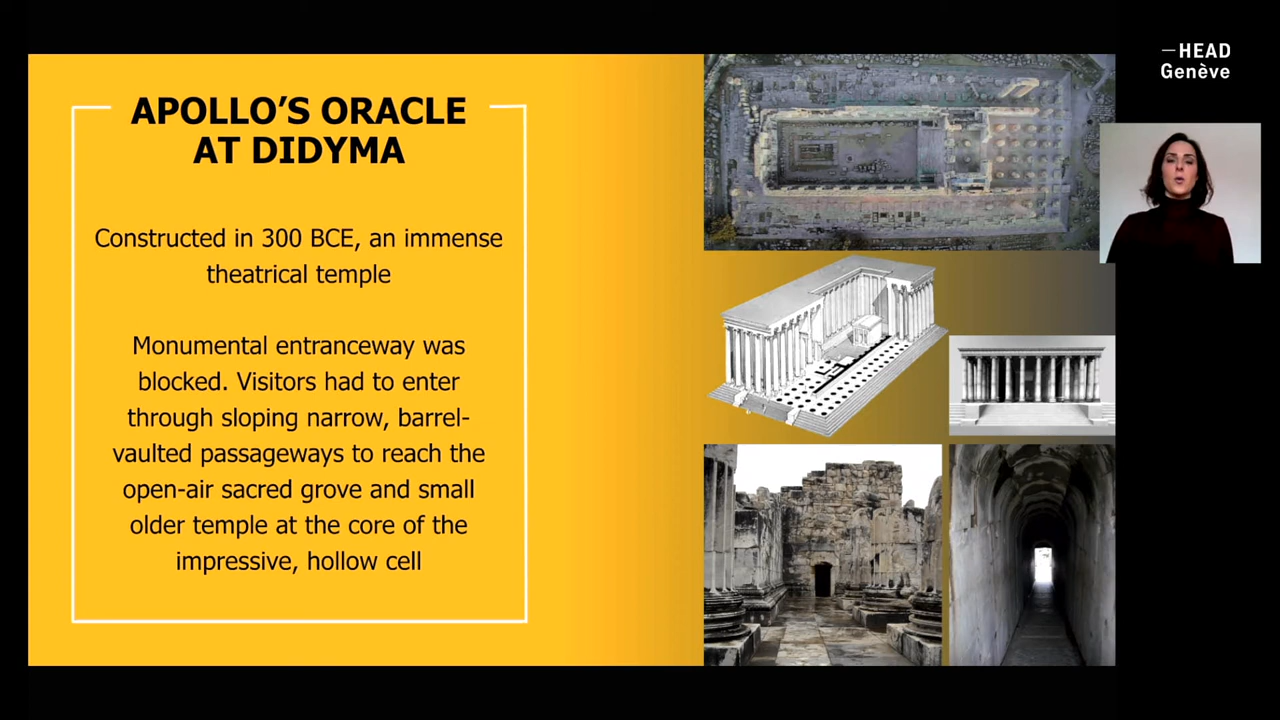 APOLLO'S ORACLE
AT DIDYMA
Constructed in 300 BCE, an immense
theatrical temple
Monumental entranceway was
blocked. Visitors had to enter
through sloping narrow, barrel-
vaulted passageways to reach the
open-air sacred grove and small
older temple at the core of the
impressive, hollow cell
—HEAD
Genève